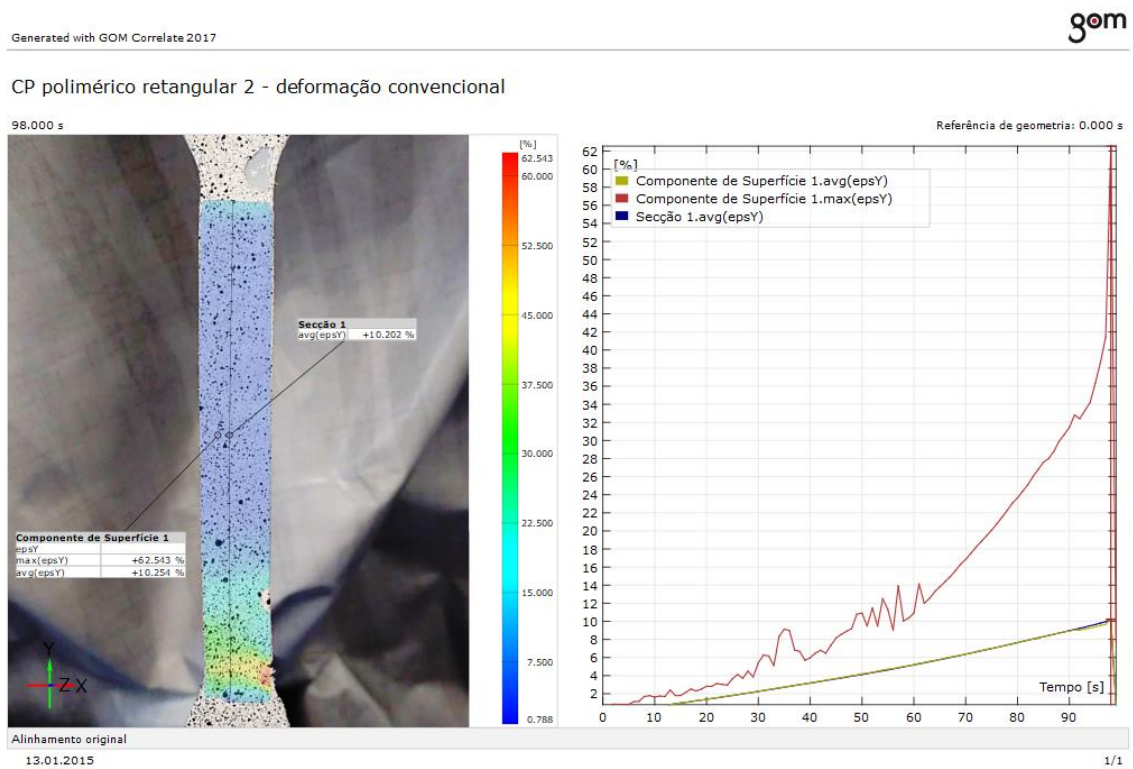 gom
Generated with GOM Correlate 2017
CP polimérico retangular 2 - deformação convencional
98.000 s
Referência de geometria: 0.000 s
[%]
62.543
60.000
52.500
45.000
37.500
30.000
22.500
15.000
7.500
0.788
Secção 1
avg(epsY) +10.202 %
Componente de Superfície 1
epsY
max(epsY) +62.543 %
avg(epsY) +10.254 %
Y
Z X
[%]
Componente de Superfície 1.avg(epsY)
Componente de Superfície 1.max(epsY)
Secção 1.avg(epsY)
62
60
58
56
54
52
50
48
46
44
42
40
38
36
34
32
30
28
26
24
22
20
18
16
14
12
10
8
6
4
2
Tempo [s]
0 10 20 30 40 50 60 70 80 90
Alinhamento original
13.01.2015
1/1